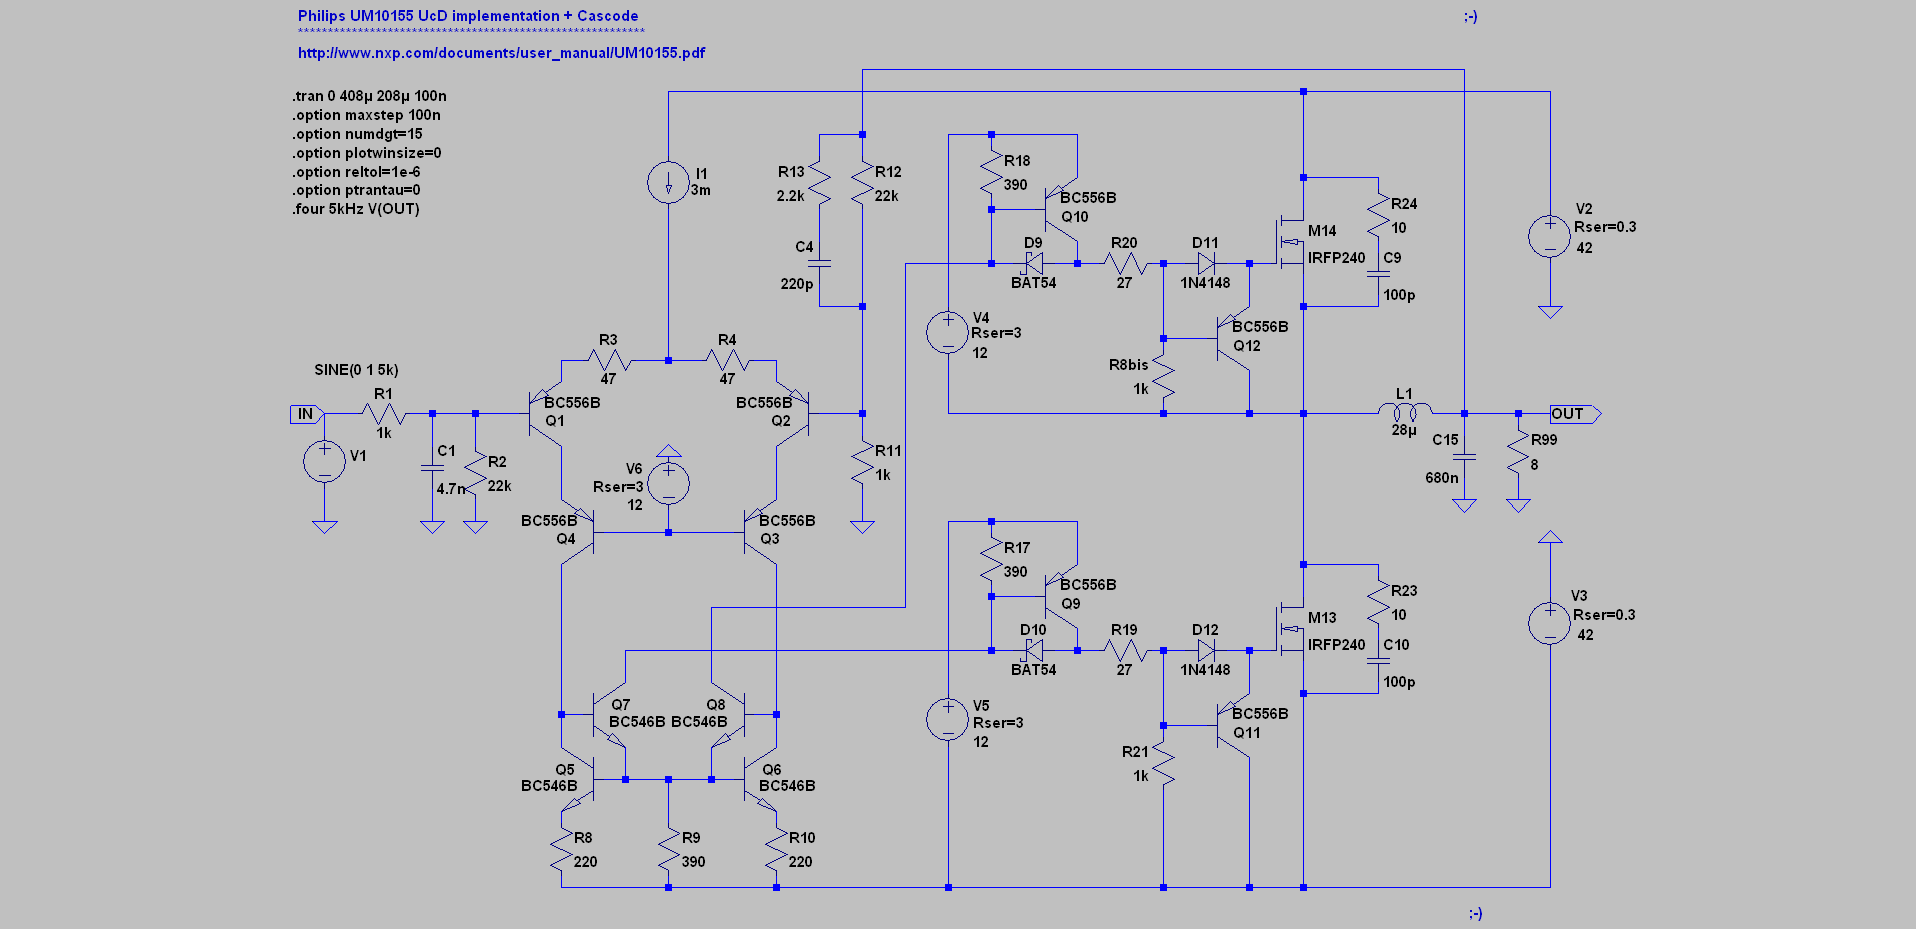 Philips UM10155 UcD implementation + Cascode
;-)
**********************************************************
http://www.nxp.com/documents/user_manual/UM10155.pdf
.tran 0 408µ 208µ 100n
.option maxstep 100n
.option numdgt=15
.option plotwinsize=0
.option reltol=1e-6
.option ptrantau=0
.four 5kHz V(OUT)
I1
3m
R13
2.2k
R12
22k
C4
220p
R18
390
BC556B
Q10
D9
BAT54
R20
27
D11
1N4148
M14
IRFP240
R24
10
C9
100p
V2
Rser=0.3
42
V4
Rser=3
12
BC556B
Q12
R8bis
1k
SINE(0 1 5k)
IN
R1
1k
V1
C1
4.7n
R2
22k
R3
47
R4
47
BC556B
Q1
BC556B
Q2
R11
1k
V6
Rser=3
12
BC556B
Q4
BC556B
Q3
L1
28µ
OUT
C15
680n
R99
8
R17
390
BC556B
Q9
D10
BAT54
R19
27
D12
1N4148
M13
IRFP240
R23
10
C10
100p
V3
Rser=0.3
42
V5
Rser=3
12
BC556B
Q11
R21
1k
Q7
BC546B
Q8
BC546B
Q5
BC546B
Q6
BC546B
R8
220
R9
390
R10
220
;-)